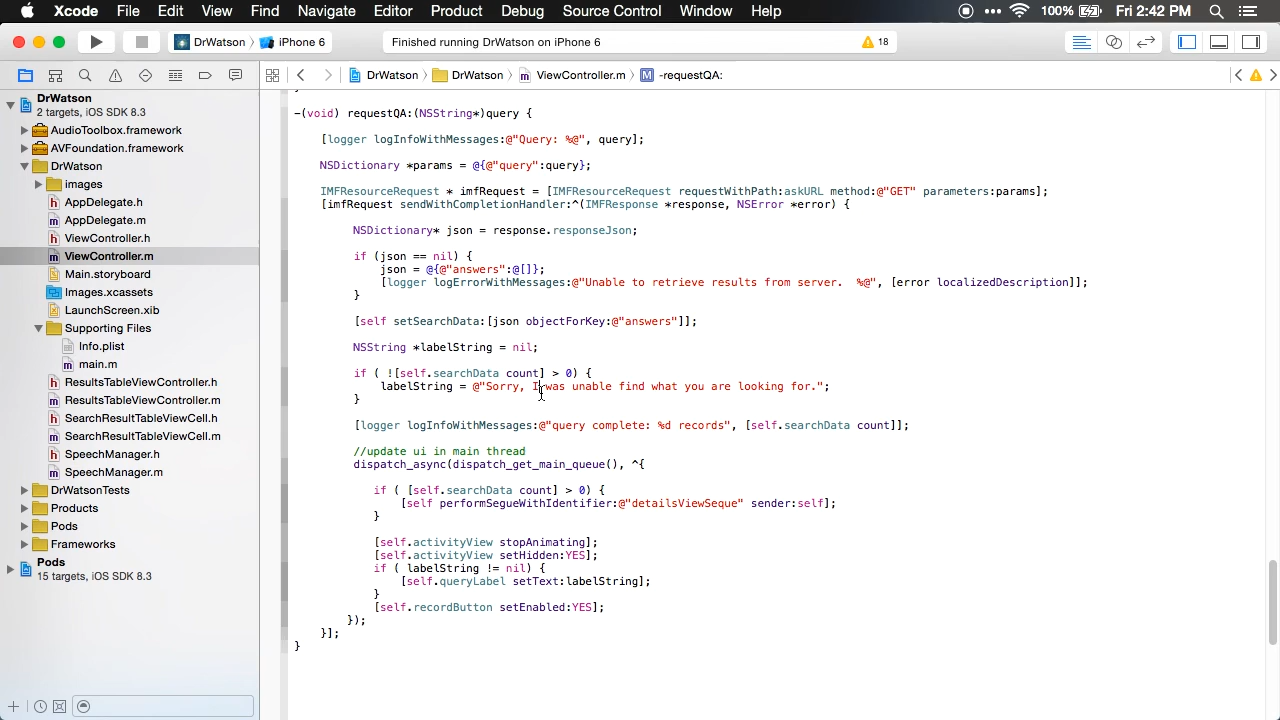 Xcode File Edit View Find Navigate Editor Product Debug Source Control Window Help 100% Fri 2:42 PM
DrWatson iPhone 6 Finished running DrWatson on iPhone 6 18
DrWatson DrWatson ViewController.m M -requestQA:
DrWatson
2 targets, iOS SDK 8.3
AudioToolbox.framework
AVFoundation.framework
DrWatson
images
h AppDelegate.h
m AppDelegate.m
h ViewController.h
m ViewController.m
Main.storyboard
Images.xcassets
LaunchScreen.xib
Supporting Files
Info.plist
m main.m
h ResultsTableViewController.h
m ResultsTableViewController.m
h SearchResultTableViewCell.h
m SearchResultTableViewCell.m
h SpeechManager.h
m SpeechManager.m
DrWatsonTests
Products
Pods
Frameworks
Pods
15 targets, iOS SDK 8.3
}
-(void) requestQA:(NSString*)query {
[logger logInfoWithMessages:@"Query: %@", query];
NSDictionary *params = @{@"query":query};
IMFResourceRequest * imfRequest = [IMFResourceRequest requestWithPath:askURL method:@"GET" parameters:params];
[imfRequest sendWithCompletionHandler:^(IMFResponse *response, NSError *error) {
NSDictionary* json = response.responseJson;
if (json == nil) {
json = @{@"answers":@[]};
[logger logErrorWithMessages:@"Unable to retrieve results from server.  %@", [error localizedDescription]];
}
[self setSearchData:[json objectForKey:@"answers"]];
NSString *labelString = nil;
if ( ![self.searchData count] > 0) {
labelString = @"Sorry, I was unable find what you are looking for.";
}
[logger logInfoWithMessages:@"query complete: %d records", [self.searchData count]];
//update ui in main thread
dispatch_async(dispatch_get_main_queue(), ^{
if ( [self.searchData count] > 0) {
[self performSegueWithIdentifier:@"detailsViewSeque" sender:self];
}
[self.activityView stopAnimating];
[self.activityView setHidden:YES];
if ( labelString != nil) {
[self.queryLabel setText:labelString];
}
[self.recordButton setEnabled:YES];
});
}];
}